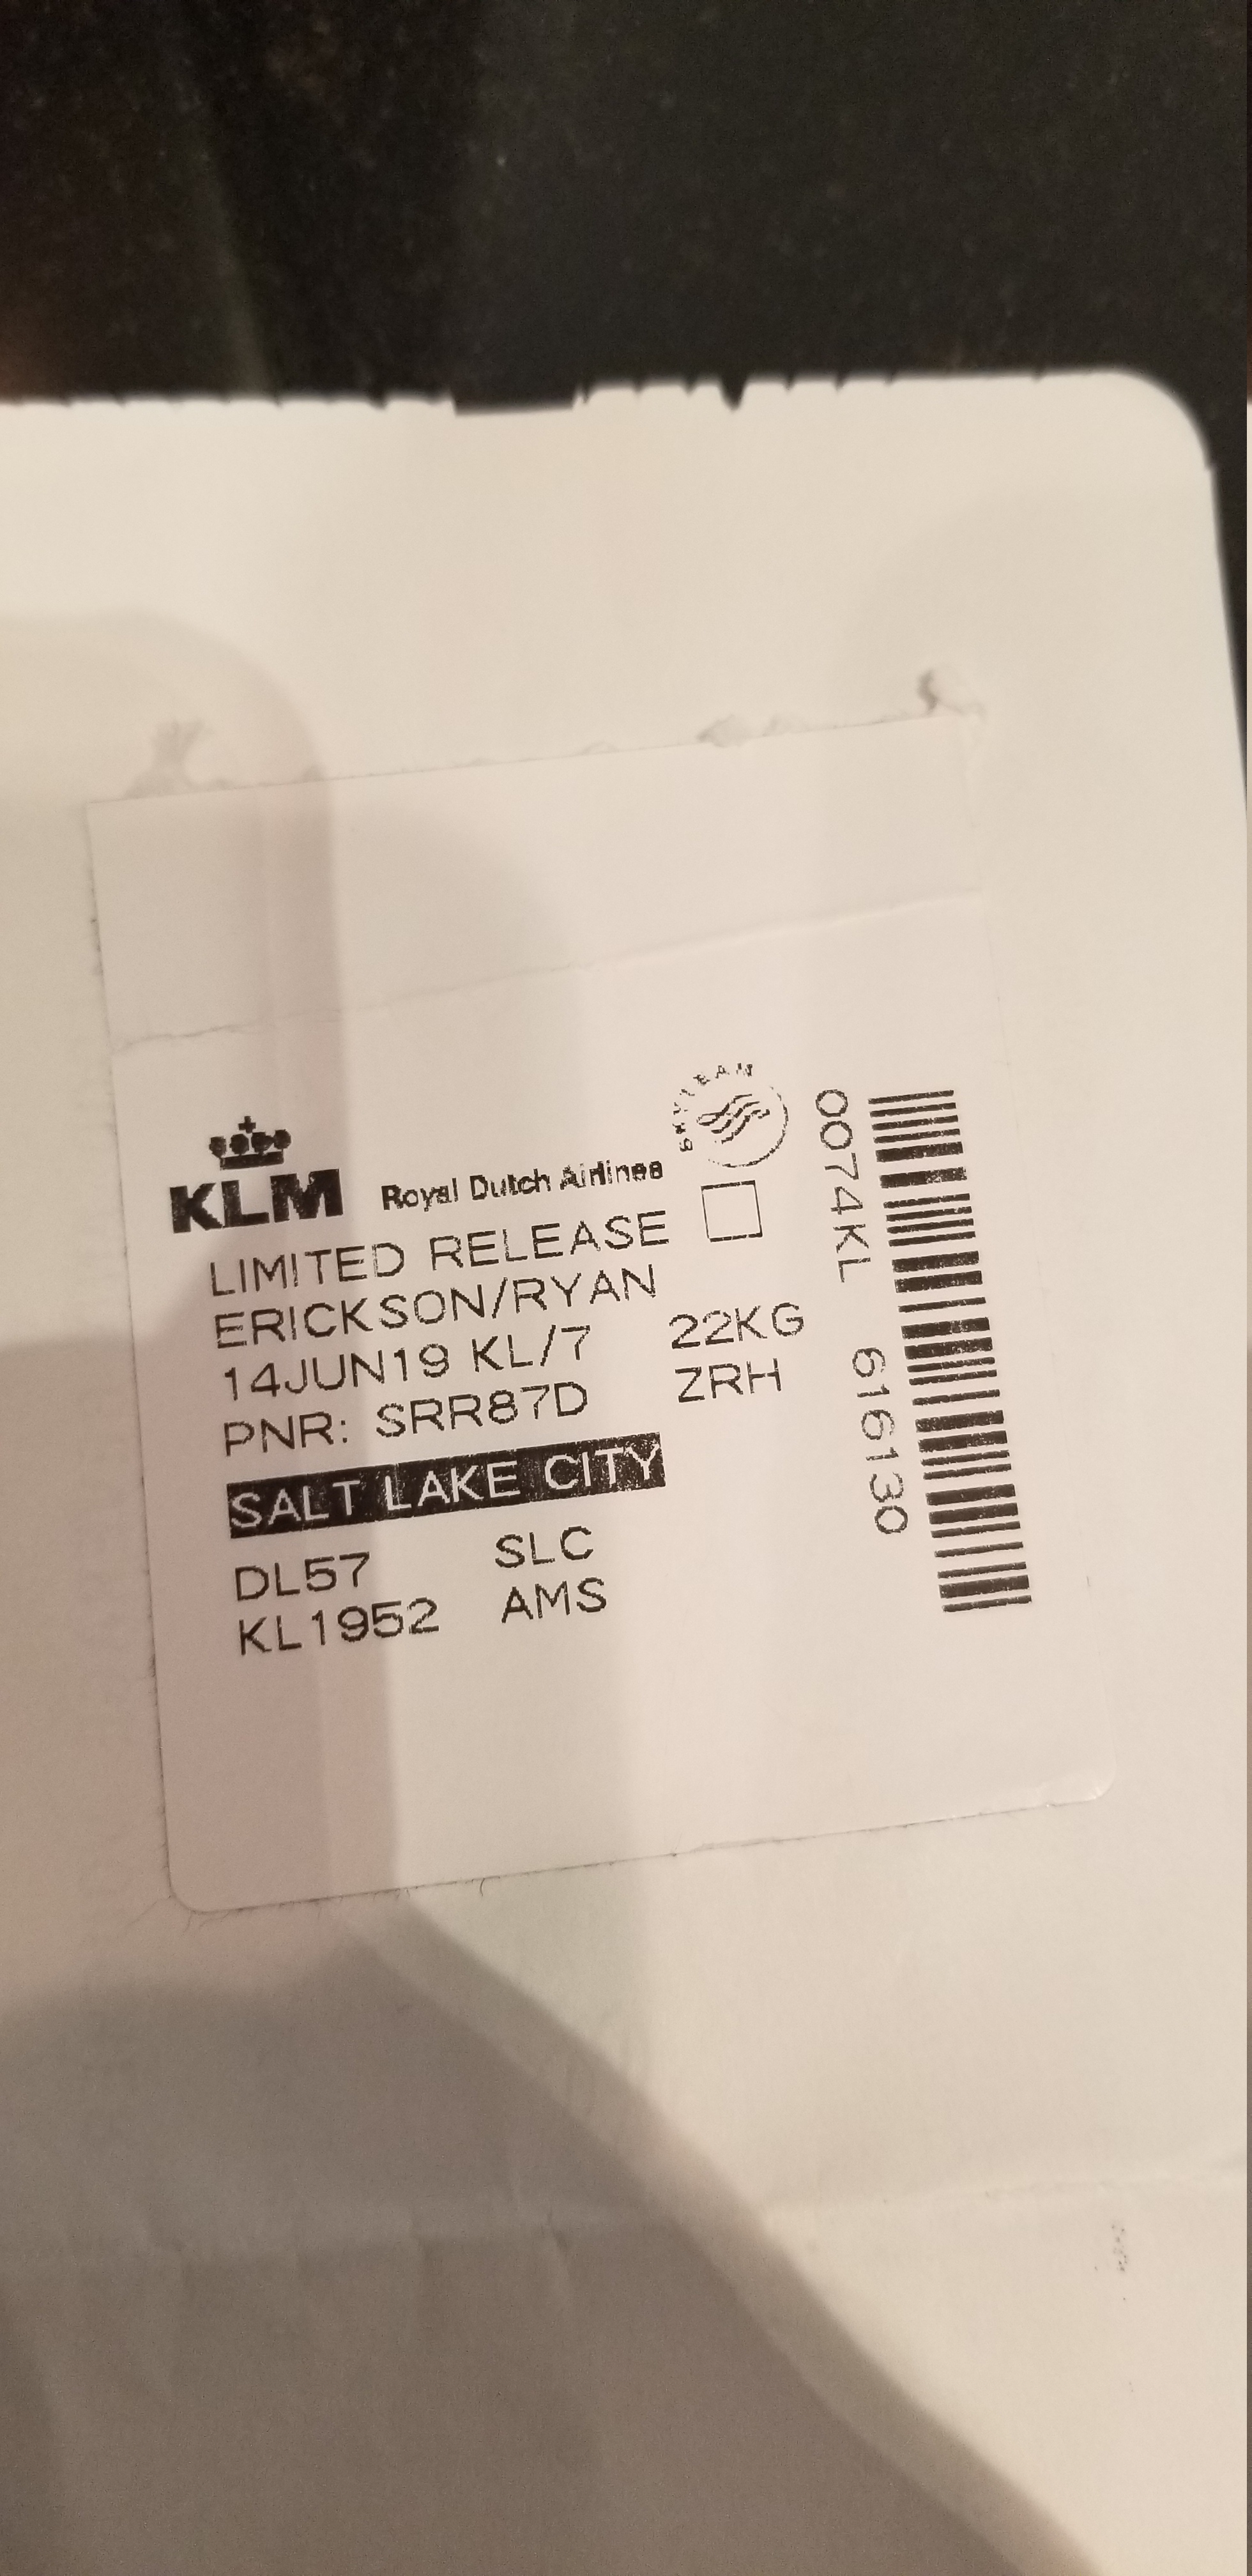 KLM Royal Dutch Airlines SKYTEAM
LIMITED RELEASE
ERICKSON/RYAN
14JUN19 KL/7 22KG
PNR: SRR87D ZRH
SALT LAKE CITY
DL57 SLC
KL1952 AMS
0074KL 616130